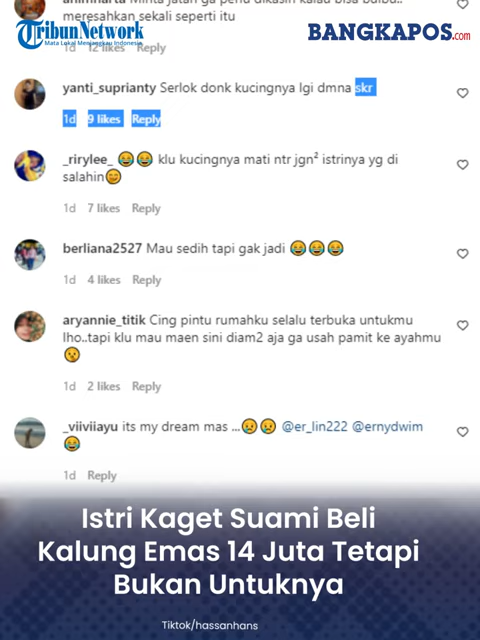 TribunNetwork
Mata Lokal Menjangkau Indonesia
BANGKAPOS.com
meresahkan sekali seperti itu
1d 12 likes Reply
yanti_suprianty Serlok donk kucingnya lgi dmna skr
1d 9 likes Reply
_rirylee_ 😂😂 klu kucingnya mati ntr jgn² istrinya yg di
salahin😊
1d 7 likes Reply
berliana2527 Mau sedih tapi gak jadi 😂😂😂
1d 4 likes Reply
aryannie_titik Cing pintu rumahku selalu terbuka untukmu
lho..tapi klu mau maen sini diam2 aja ga usah pamit ke ayahmu
😯
1d 2 likes Reply
_viiviiayu its my dream mas ...😢😢 @er_lin222 @ernydwim
😂
1d Reply
Istri Kaget Suami Beli
Kalung Emas 14 Juta Tetapi
Bukan Untuknya
Tiktok/hassanhans